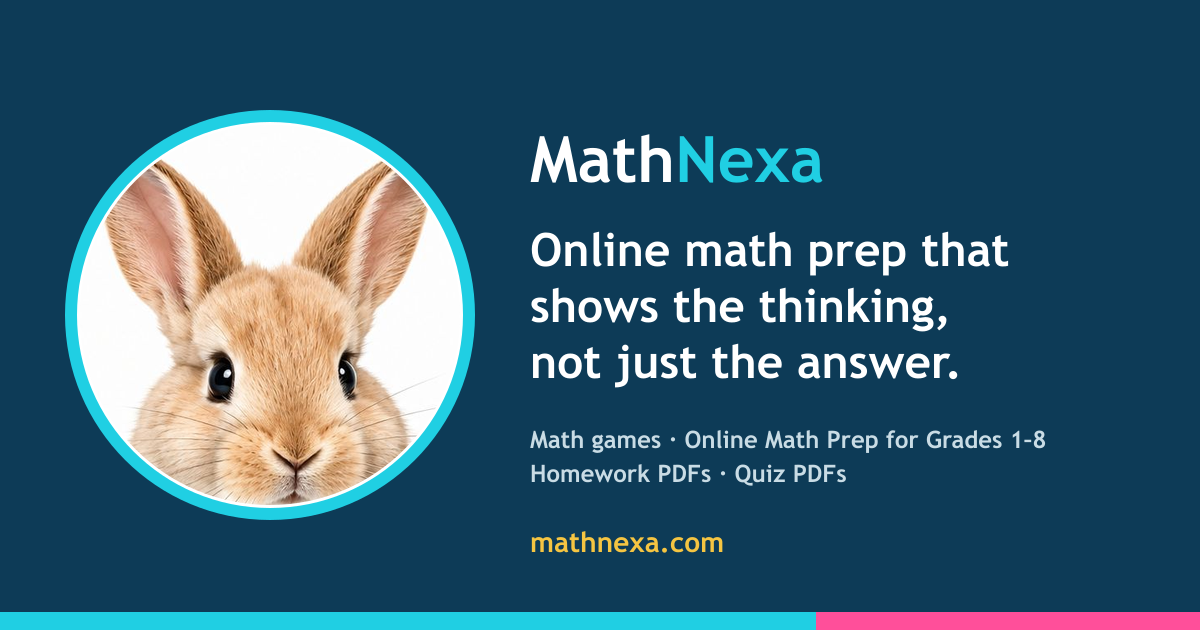 MathNexa
Online math prep that
shows the thinking,
not just the answer.
Math games · Online Math Prep for Grades 1–8
Homework PDFs · Quiz PDFs
mathnexa.com